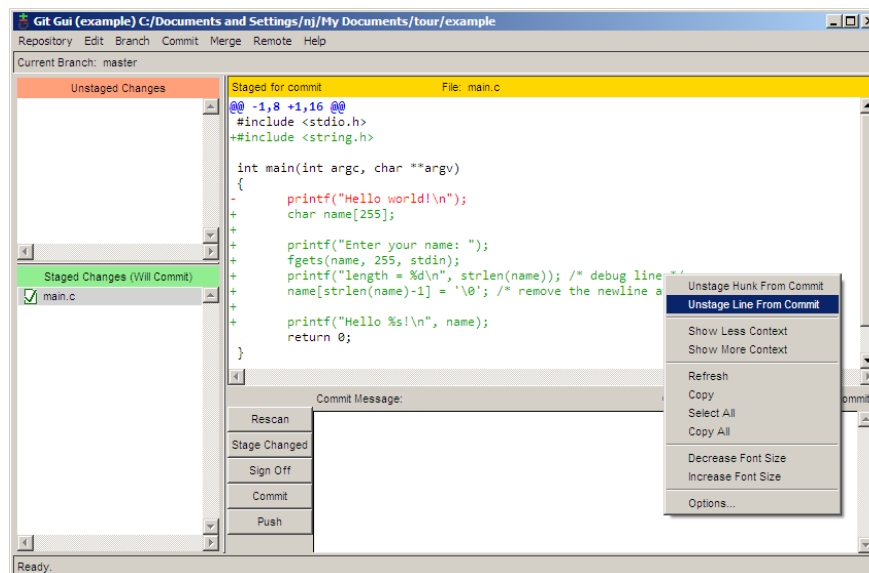 Git Gui (example) C:/Documents and Settings/nj/My Documents/tour/example
Repository Edit Branch Commit Merge Remote Help
Current Branch: master
Unstaged Changes
Staged for commit File: main.c
@@ -1,8 +1,16 @@
#include <stdio.h>
+#include <string.h>
int main(int argc, char **argv)
{
- printf("Hello world!\n");
+ char name[255];
+
+ printf("Enter your name: ");
+ fgets(name, 255, stdin);
+ printf("length = %d\n", strlen(name)); /* debug line */
+ name[strlen(name)-1] = '\0'; /* remove the newline a
+
+ printf("Hello %s!\n", name);
return 0;
}
Staged Changes (Will Commit)
main.c
Unstage Hunk From Commit
Unstage Line From Commit
Show Less Context
Show More Context
Refresh
Copy
Select All
Copy All
Decrease Font Size
Increase Font Size
Options...
Commit Message:
Rescan
Stage Changed
Sign Off
Commit
Push
Ready.